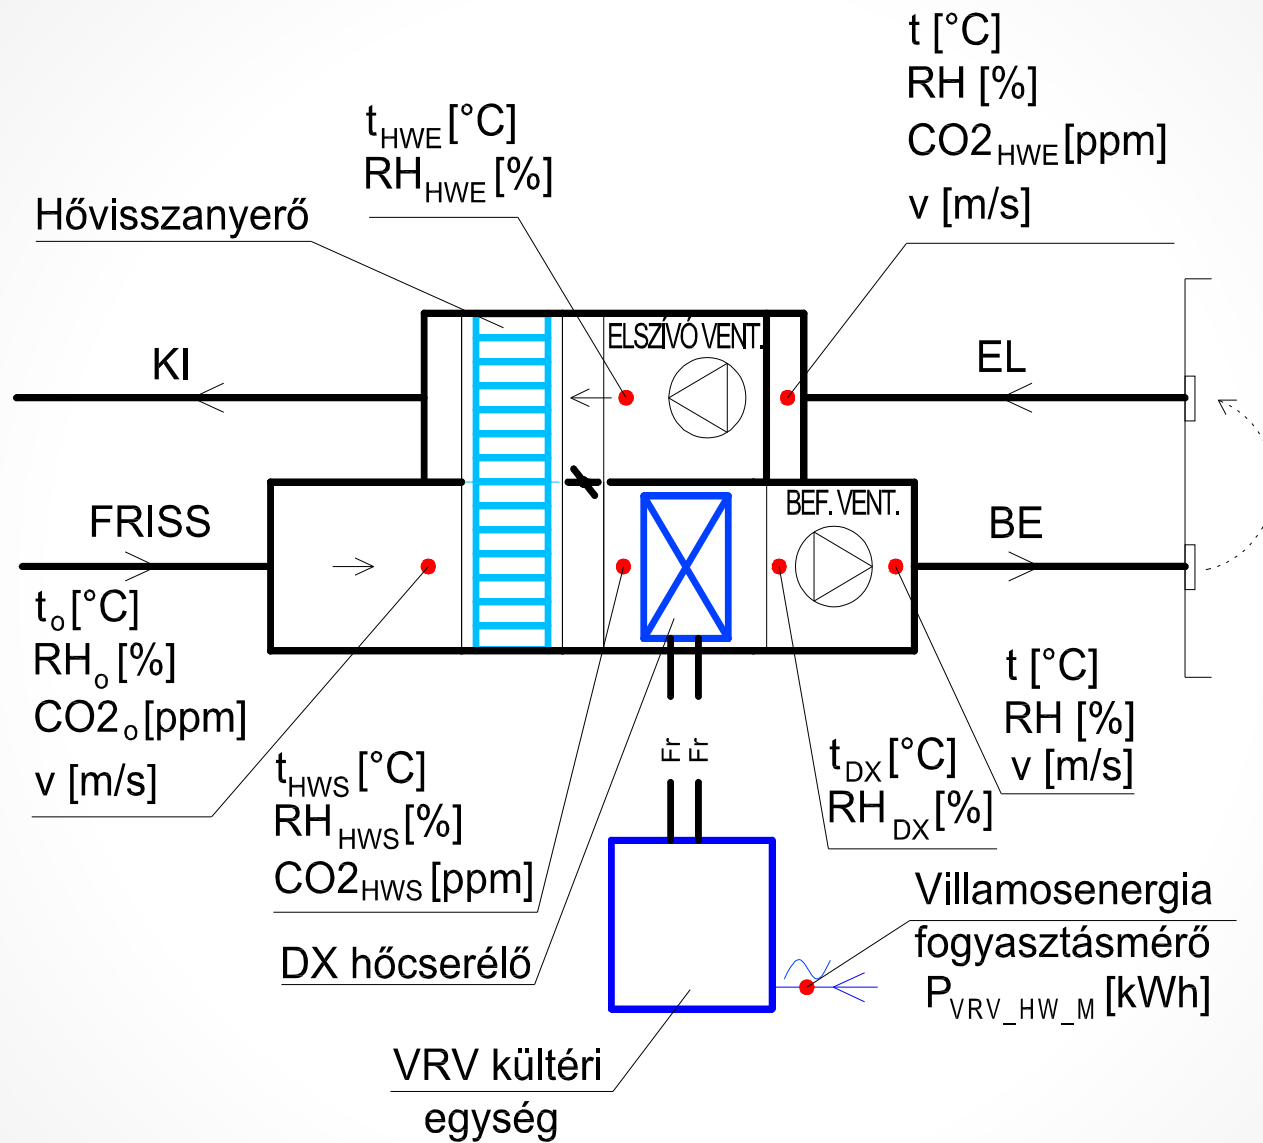 t [°C]
RH [%]
CO2HWE [ppm]
v [m/s]
tHWE [°C]
RHHWE [%]
Hővisszanyerő
ELSZÍVÓ VENT.
KI
EL
FRISS
BEF. VENT.
BE
to [°C]
RHo [%]
CO2o [ppm]
v [m/s]
t [°C]
RH [%]
v [m/s]
tHWS [°C]
RHHWS [%]
CO2HWS [ppm]
Fr
Fr
tDX [°C]
RHDX [%]
DX hőcserélő
Villamosenergia
fogyasztásmérő
PVRV_HW_M [kWh]
VRV kültéri
egység